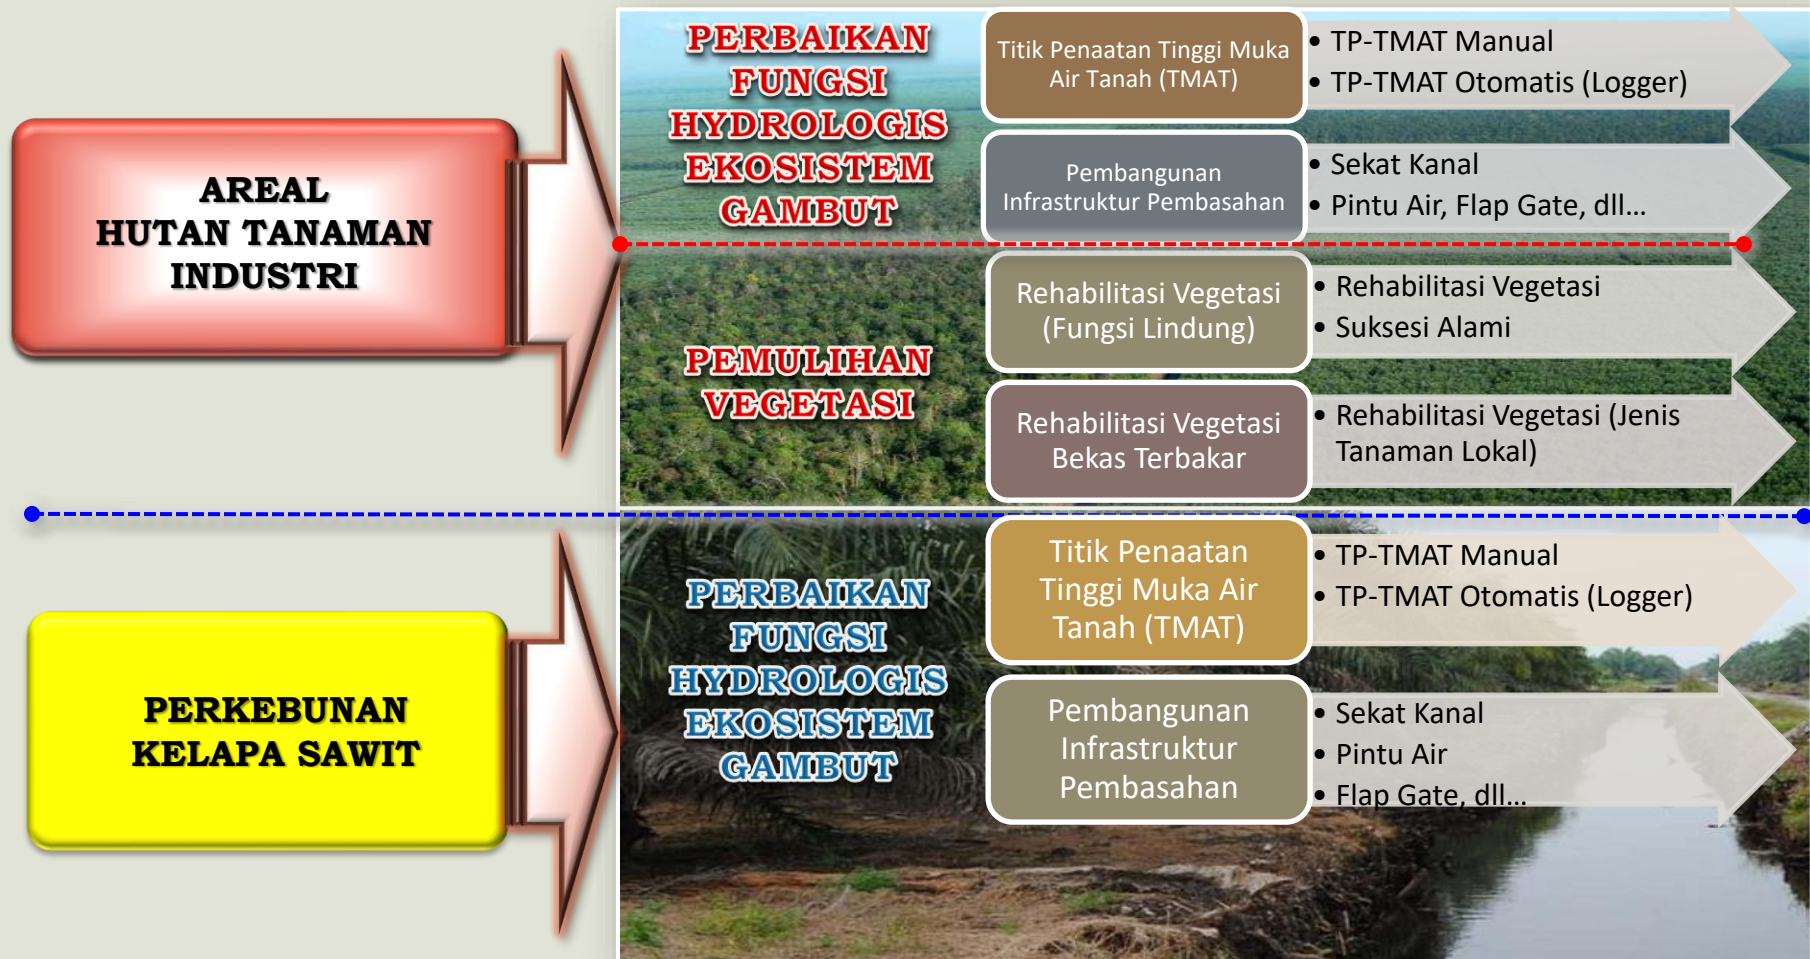 AREAL
HUTAN TANAMAN
INDUSTRI
PERBAIKAN
FUNGSI
HYDROLOGIS
EKOSISTEM
GAMBUT
Titik Penaatan Tinggi Muka
Air Tanah (TMAT)
• TP-TMAT Manual
• TP-TMAT Otomatis (Logger)
Pembangunan
Infrastruktur Pembasahan
• Sekat Kanal
• Pintu Air, Flap Gate, dll...
PEMULIHAN
VEGETASI
Rehabilitasi Vegetasi
(Fungsi Lindung)
• Rehabilitasi Vegetasi
• Suksesi Alami
Rehabilitasi Vegetasi
Bekas Terbakar
• Rehabilitasi Vegetasi (Jenis
Tanaman Lokal)
PERKEBUNAN
KELAPA SAWIT
PERBAIKAN
FUNGSI
HYDROLOGIS
EKOSISTEM
GAMBUT
Titik Penaatan
Tinggi Muka Air
Tanah (TMAT)
• TP-TMAT Manual
• TP-TMAT Otomatis (Logger)
Pembangunan
Infrastruktur
Pembasahan
• Sekat Kanal
• Pintu Air
• Flap Gate, dll...